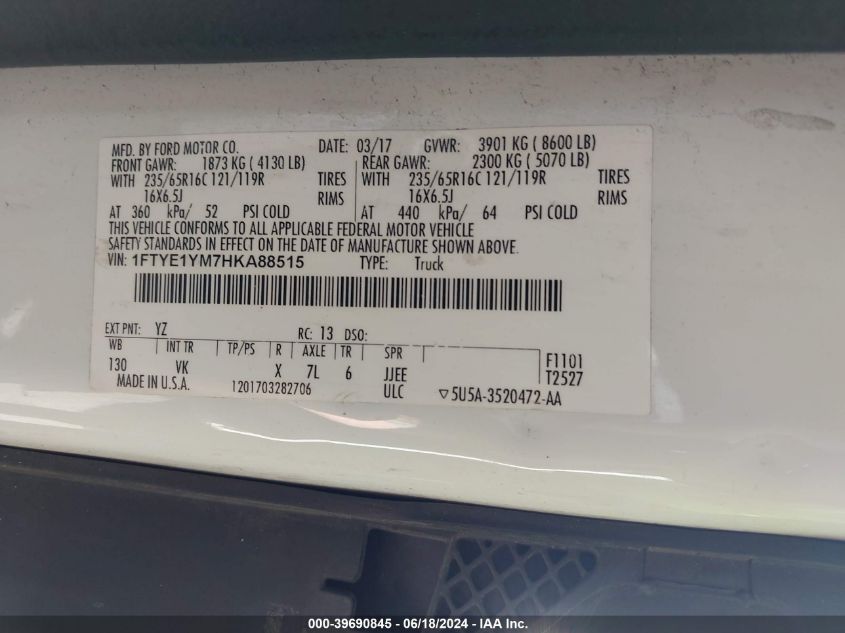 MFD. BY FORD MOTOR CO. DATE: 03/17 GVWR: 3901 KG ( 8600 LB)
FRONT GAWR: 1873 KG ( 4130 LB) REAR GAWR: 2300 KG ( 5070 LB)
WITH 235/65R16C 121/119R TIRES WITH 235/65R16C 121/119R TIRES
16X6.5J RIMS 16X6.5J RIMS
AT 360 kPa/ 52 PSI COLD AT 440 kPa/ 64 PSI COLD
THIS VEHICLE CONFORMS TO ALL APPLICABLE FEDERAL MOTOR VEHICLE
SAFETY STANDARDS IN EFFECT ON THE DATE OF MANUFACTURE SHOWN ABOVE.
VIN: 1FTYE1YM7HKA88515 TYPE: Truck
EXT PNT: YZ RC: 13 DSO:
WB INT TR TP/PS R AXLE TR SPR F1101
130 VK X 7L 6 JJEE T2527
MADE IN U.S.A. 1201703282706 ULC ▽5U5A-3520472-AA
000-39690845 - 06/18/2024 - IAA Inc.